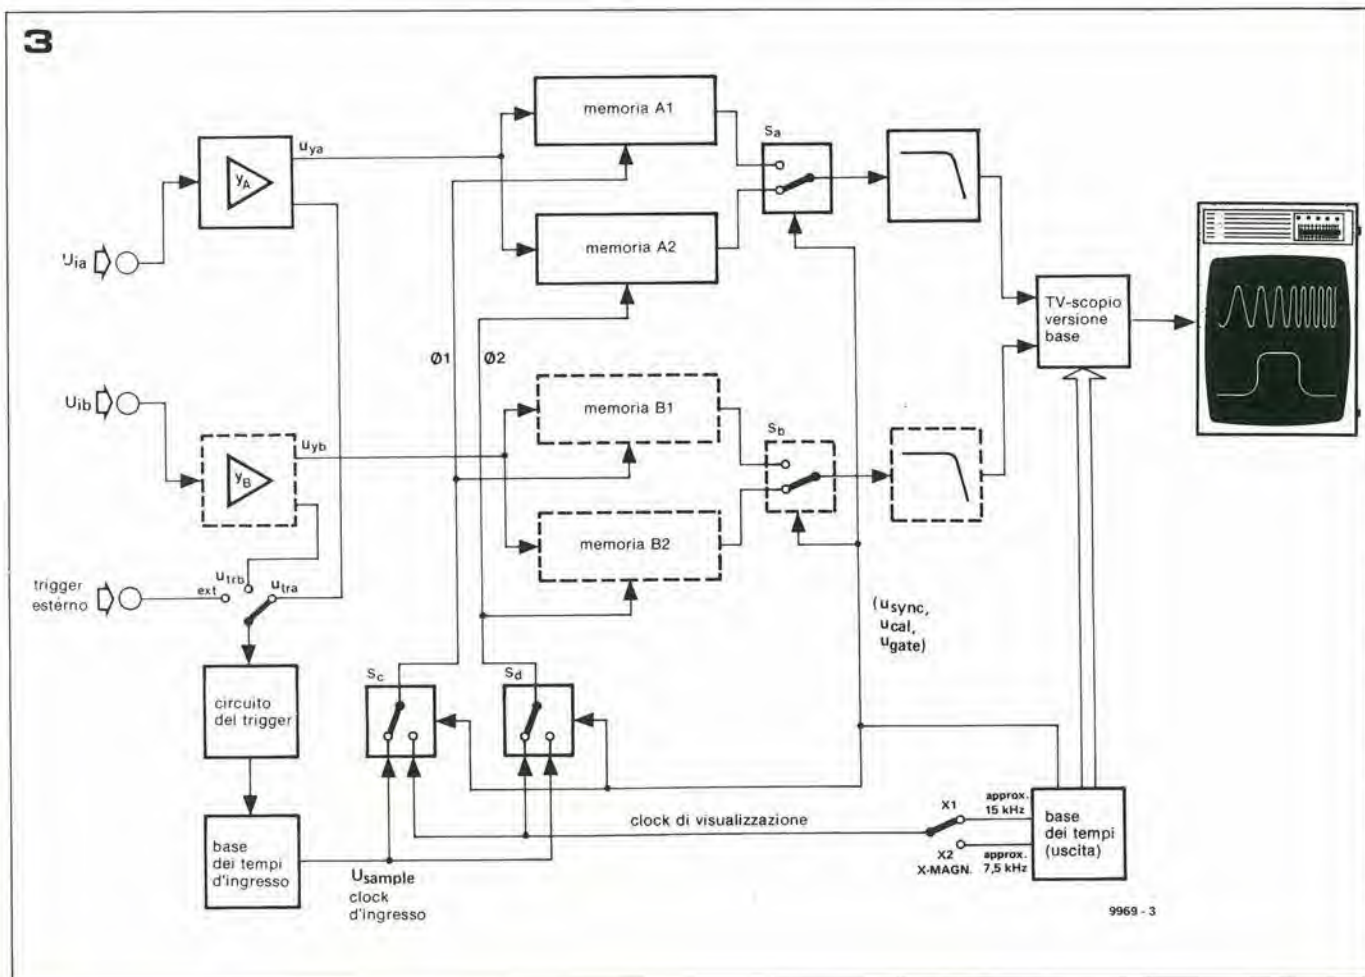 3
memoria A1
uya
yA
Sa
memoria A2
Uia
TV-scopio
versione
base
Ø1
Ø2
Uib
memoria B1
uyb
Sb
yB
memoria B2
trigger
estérno
ext
utrb
utra
(usync,
ucal,
ugate)
Sc
Sd
circuito
del trigger
clock di visualizzazione
X1
approx.
15 kHz
X2
X-MAGN.
approx.
7,5 kHz
base
dei tempi
(uscita)
base
dei tempi
d'ingresso
Usample
clock
d'ingresso
9969 - 3